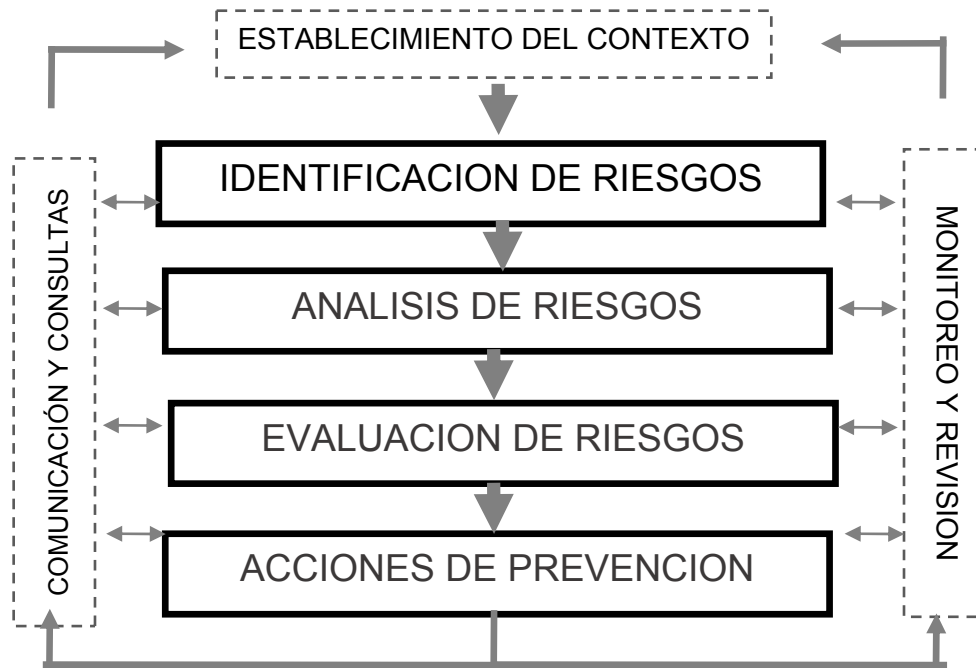 ESTABLECIMIENTO DEL CONTEXTO
IDENTIFICACION DE RIESGOS
ANALISIS DE RIESGOS
EVALUACION DE RIESGOS
ACCIONES DE PREVENCION
COMUNICACIÓN Y CONSULTAS
MONITOREO Y REVISION